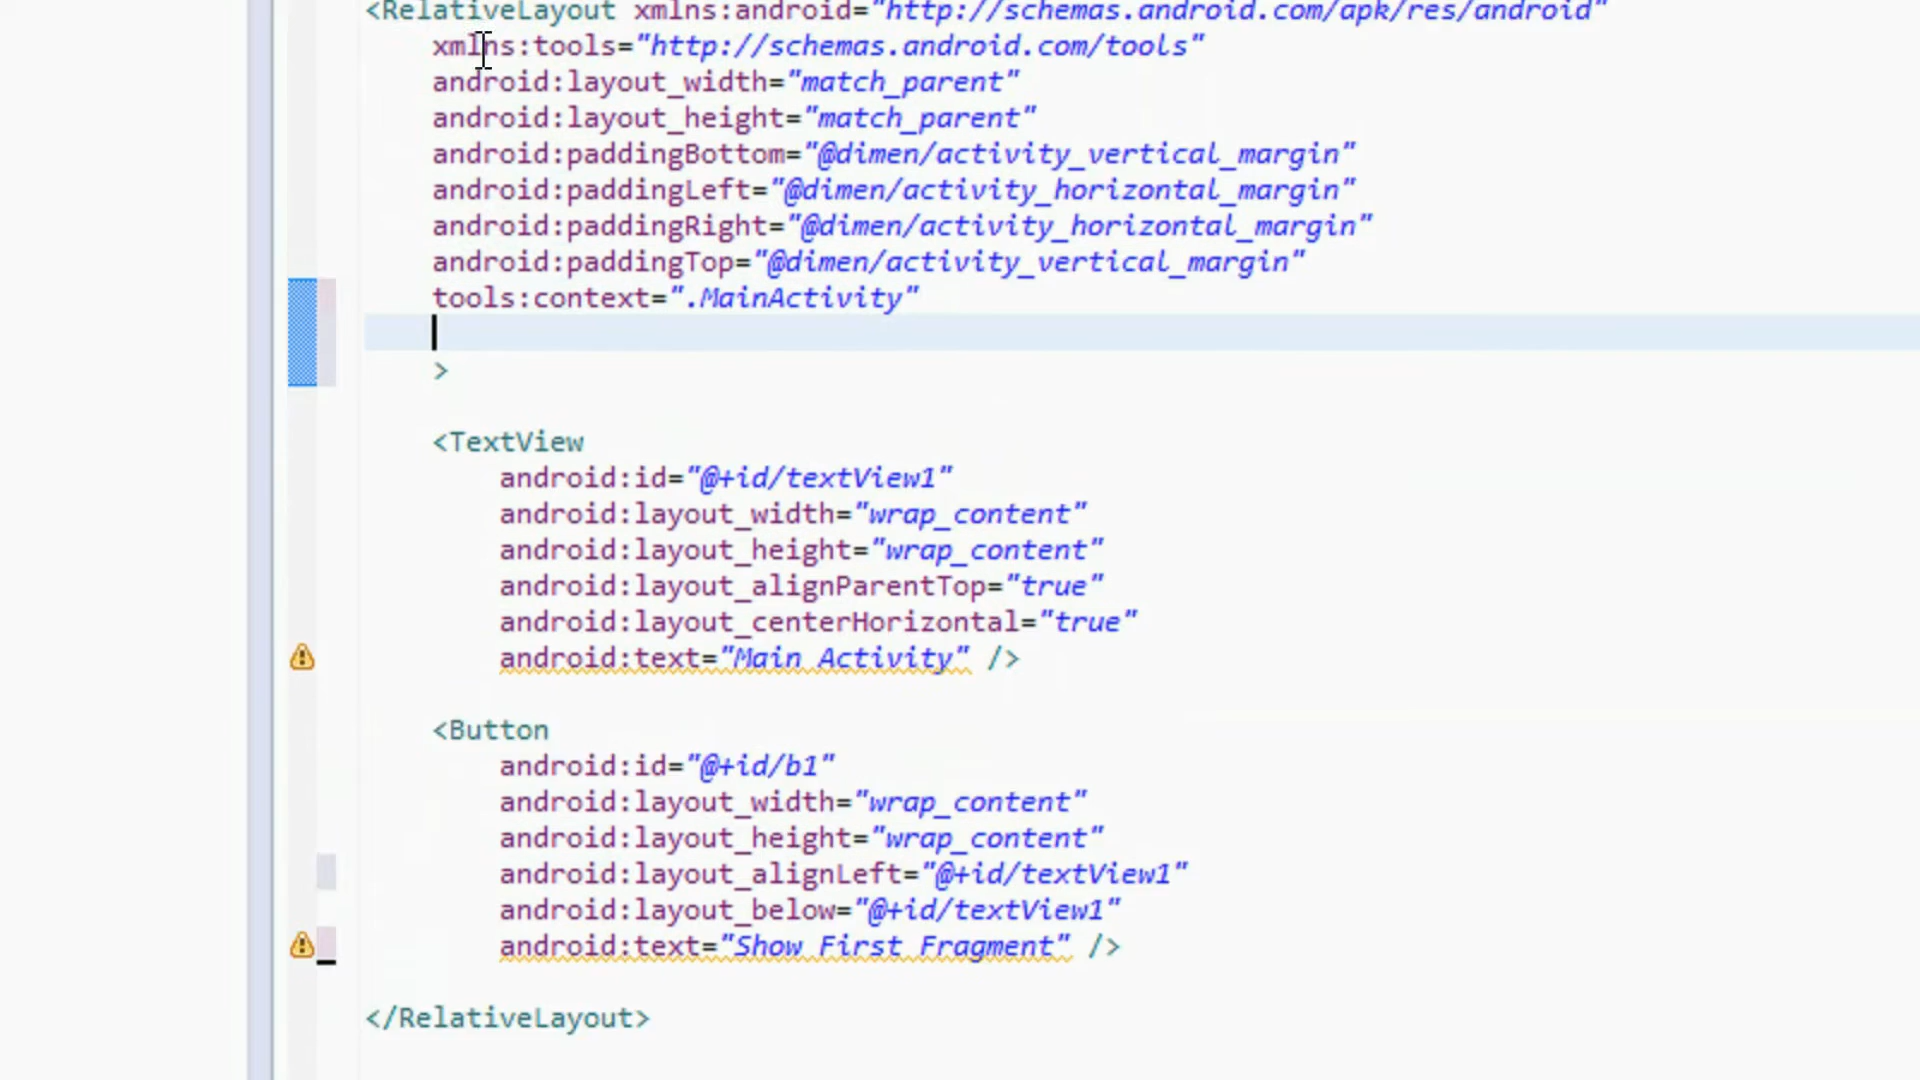 <RelativeLayout xmlns:android="http://schemas.android.com/apk/res/android"
xmlns:tools="http://schemas.android.com/tools"
android:layout_width="match_parent"
android:layout_height="match_parent"
android:paddingBottom="@dimen/activity_vertical_margin"
android:paddingLeft="@dimen/activity_horizontal_margin"
android:paddingRight="@dimen/activity_horizontal_margin"
android:paddingTop="@dimen/activity_vertical_margin"
tools:context=".MainActivity"
>
<TextView
android:id="@+id/textView1"
android:layout_width="wrap_content"
android:layout_height="wrap_content"
android:layout_alignParentTop="true"
android:layout_centerHorizontal="true"
android:text="Main Activity" />
<Button
android:id="@+id/b1"
android:layout_width="wrap_content"
android:layout_height="wrap_content"
android:layout_alignLeft="@+id/textView1"
android:layout_below="@+id/textView1"
android:text="Show First Fragment" />
</RelativeLayout>